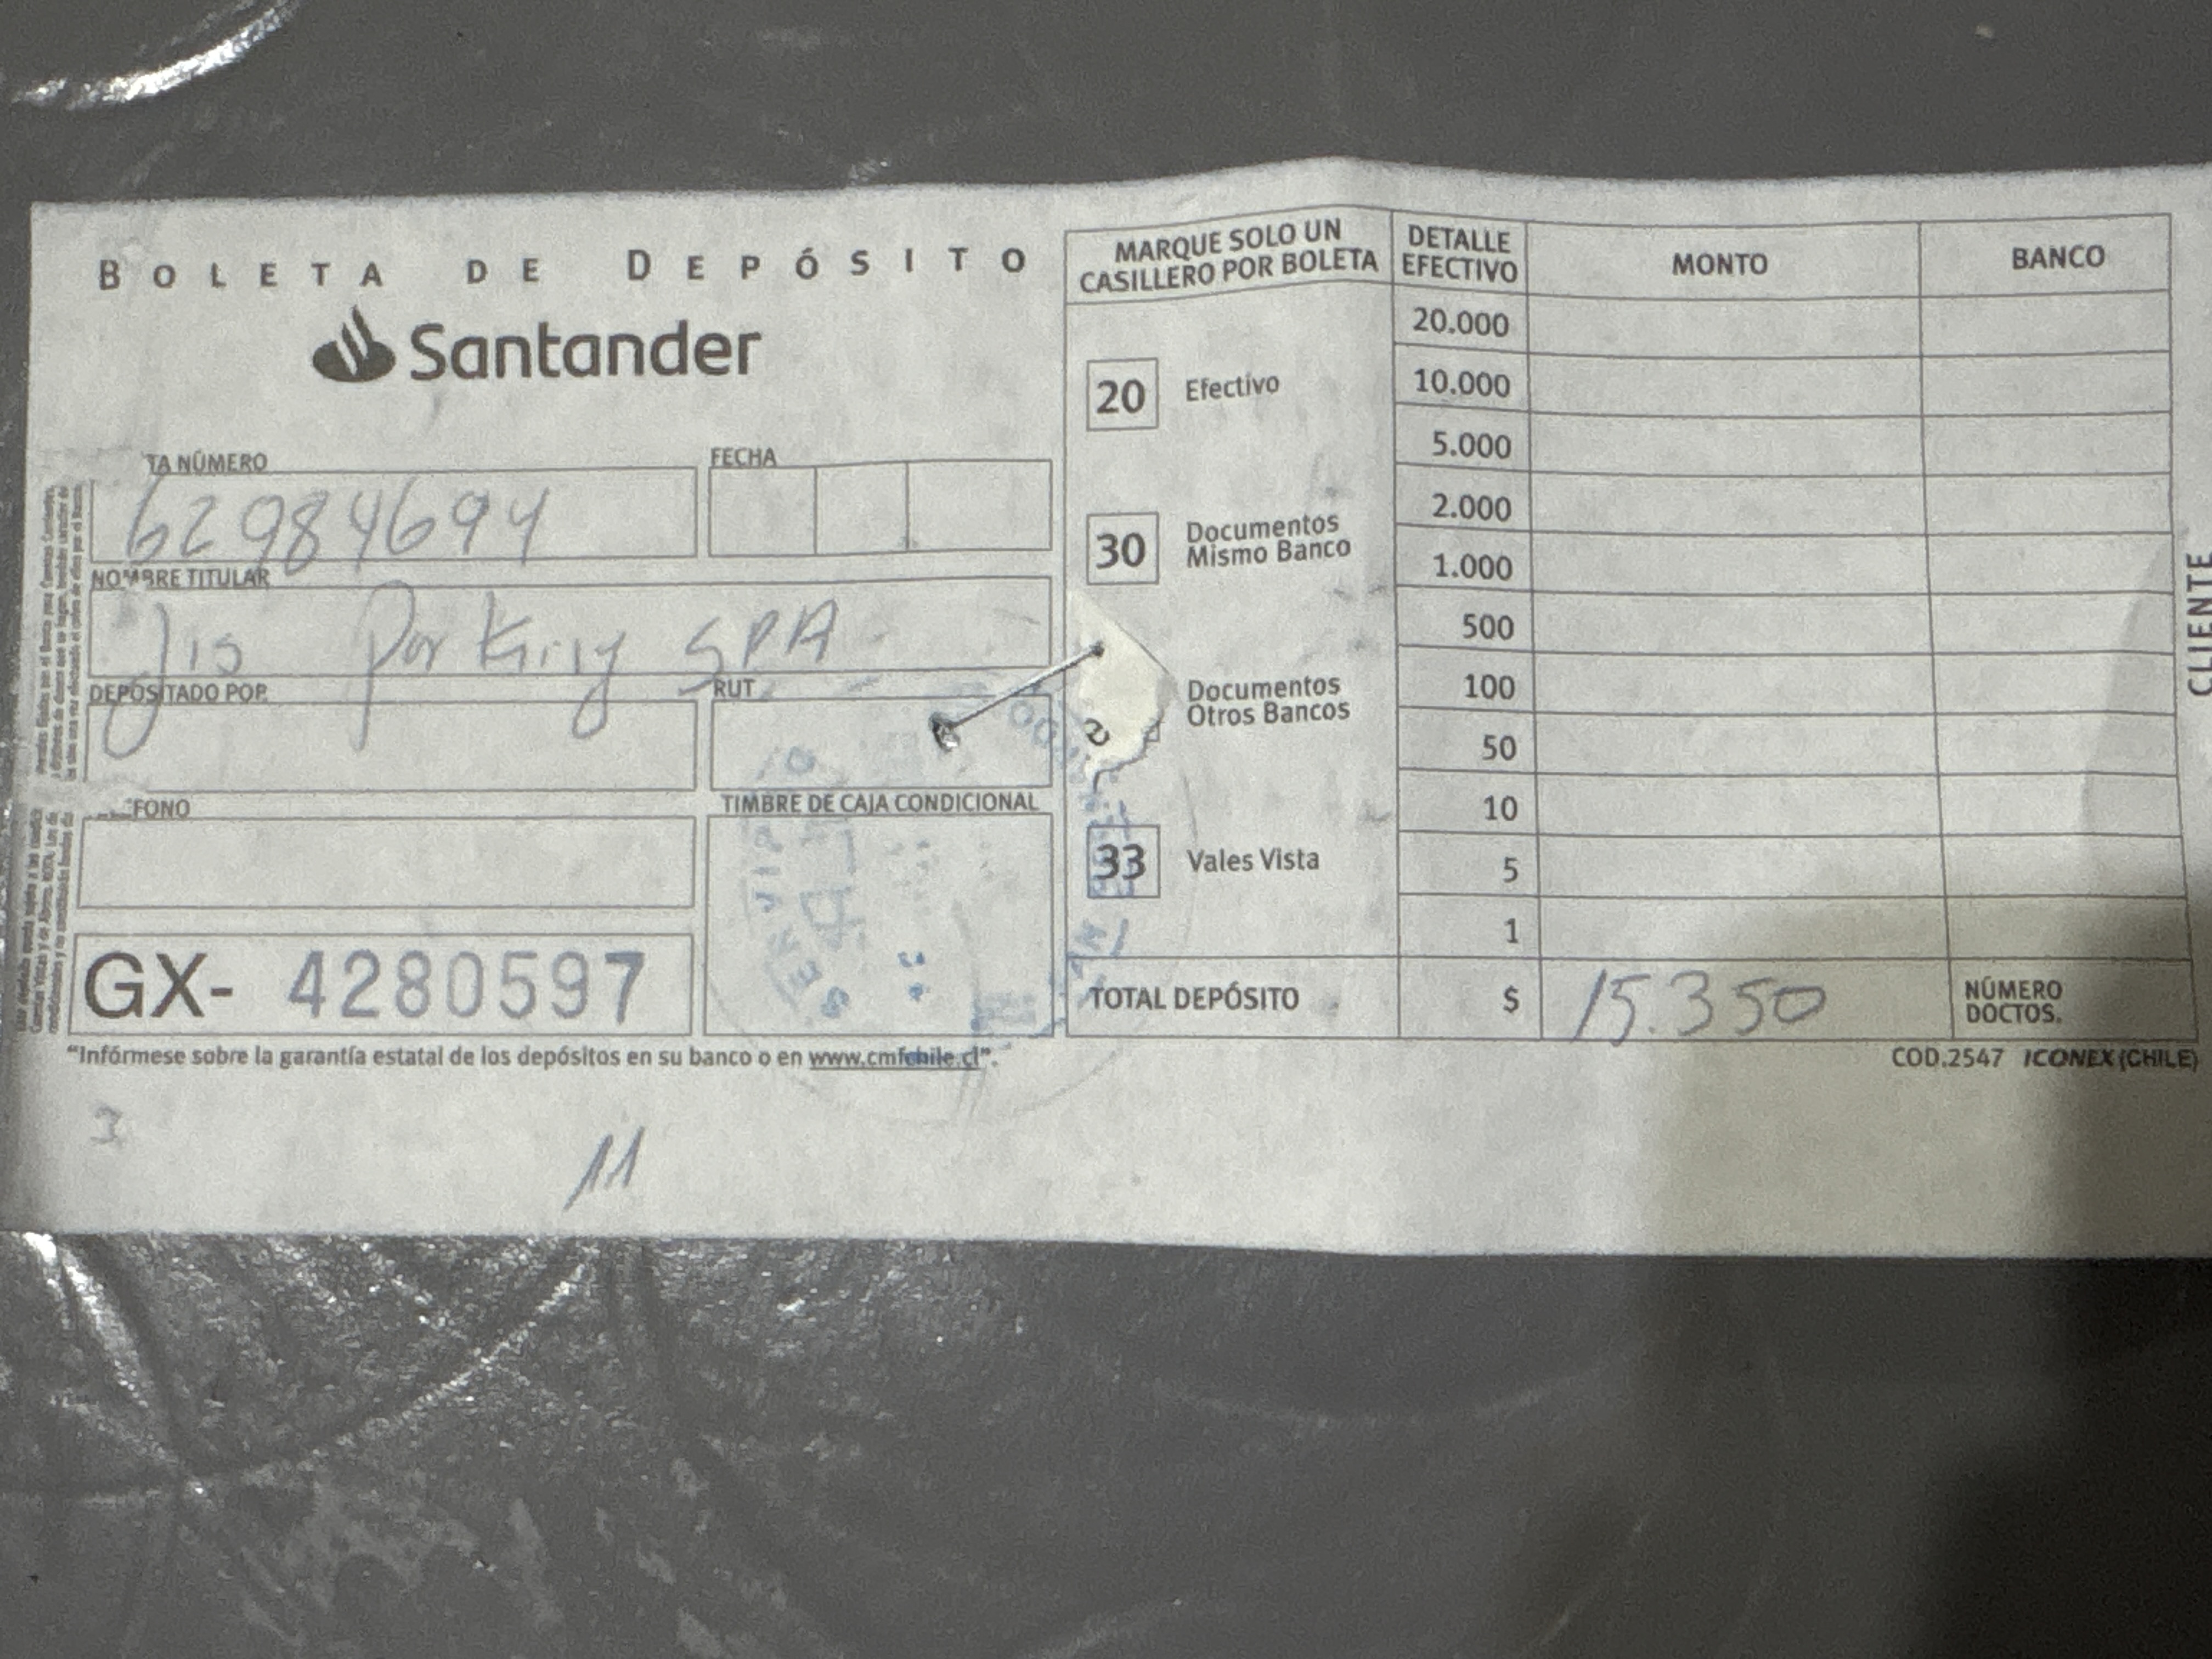 BOLETA DE DEPÓSITO
Santander
TA NÚMERO
62984694
FECHA
NOMBRE TITULAR
Jis Parking SPA
DEPOSITADO POR
RUT
FONO
TIMBRE DE CAJA CONDICIONAL
GX- 4280597
"Infórmese sobre la garantía estatal de los depósitos en su banco o en www.cmfchile.cl".
3
11
MARQUE SOLO UN
CASILLERO POR BOLETA
20 Efectivo
30 Documentos
Mismo Banco
Documentos
Otros Bancos
33 Vales Vista
DETALLE
EFECTIVO
MONTO
BANCO
20.000
10.000
5.000
2.000
1.000
500
100
50
10
5
1
TOTAL DEPÓSITO $ 15.350
NÚMERO
DOCTOS.
COD.2547 ICONEX (CHILE)
CLIENTE